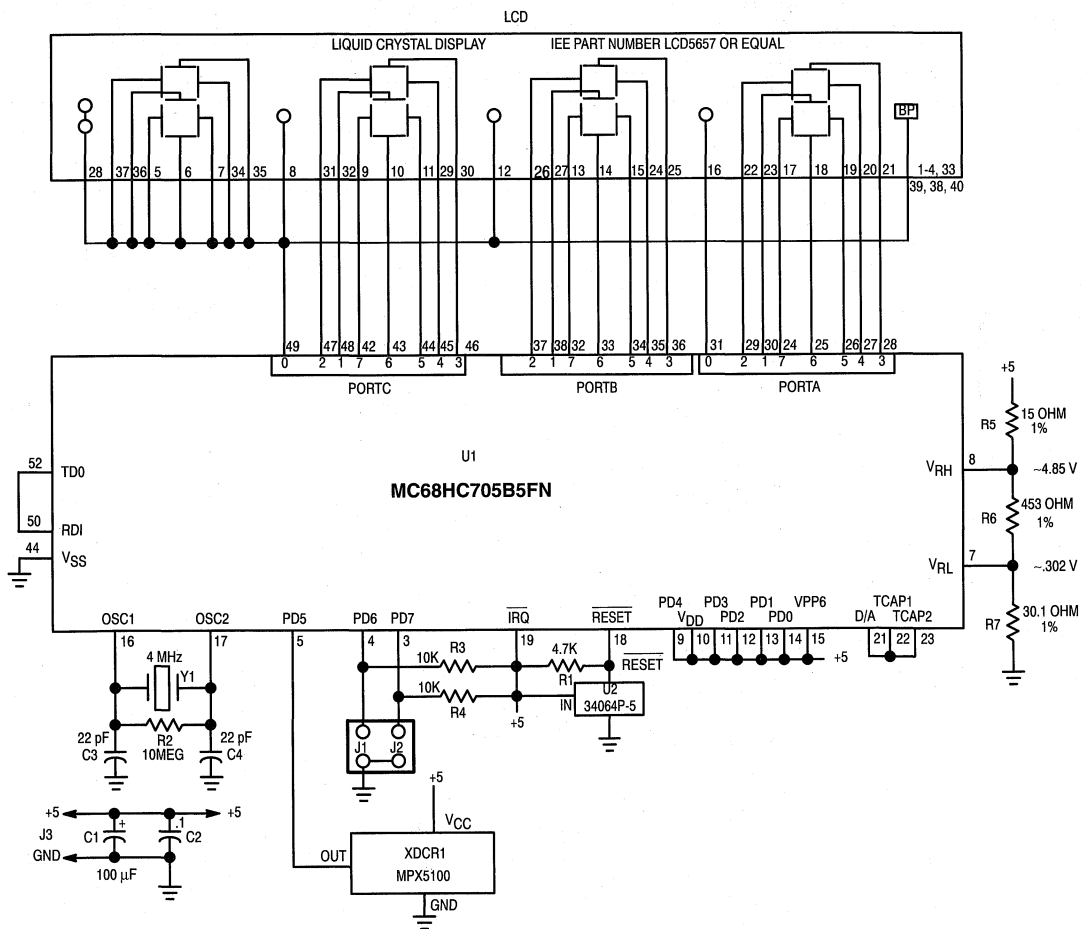 LCD
LIQUID CRYSTAL DISPLAY IEE PART NUMBER LCD5657 OR EQUAL
BP
28 37 36 5 6 7 34 35 8 31 32 9 10 11 29 30 12 26 27 13 14 15 24 25 16 22 23 17 18 19 20 21 1-4, 33
39, 38, 40
49 47 48 42 43 44 45 46 37 38 32 33 34 35 36 31 29 30 24 25 26 27 28
0 2 1 7 6 5 4 3 2 1 7 6 5 4 3 0 2 1 7 6 5 4 3
PORTC PORTB PORTA
+5
R5 15 OHM
1%
U1
MC68HC705B5FN
52 TD0
50 RDI
44 VSS
VRH 8 ~4.85 V
R6 453 OHM
1%
VRL 7 ~.302 V
R7 30.1 OHM
1%
OSC1 OSC2 PD5 PD6 PD7 IRQ RESET PD4 VDD PD3 PD2 PD1 PD0 VPP6 D/A TCAP1 TCAP2
16 17 5 4 3 19 18 9 10 11 12 13 14 15 21 22 23
+5
4 MHz
Y1
R2
10MEG
22 pF
C3
22 pF
C4
10K R3
10K
R4
4.7K
R1
RESET
+5
IN
U2
34064P-5
J1 J2
+5
VCC
OUT
XDCR1
MPX5100
GND
+5 +5
J3 C1 + .1 C2
GND
100 µF